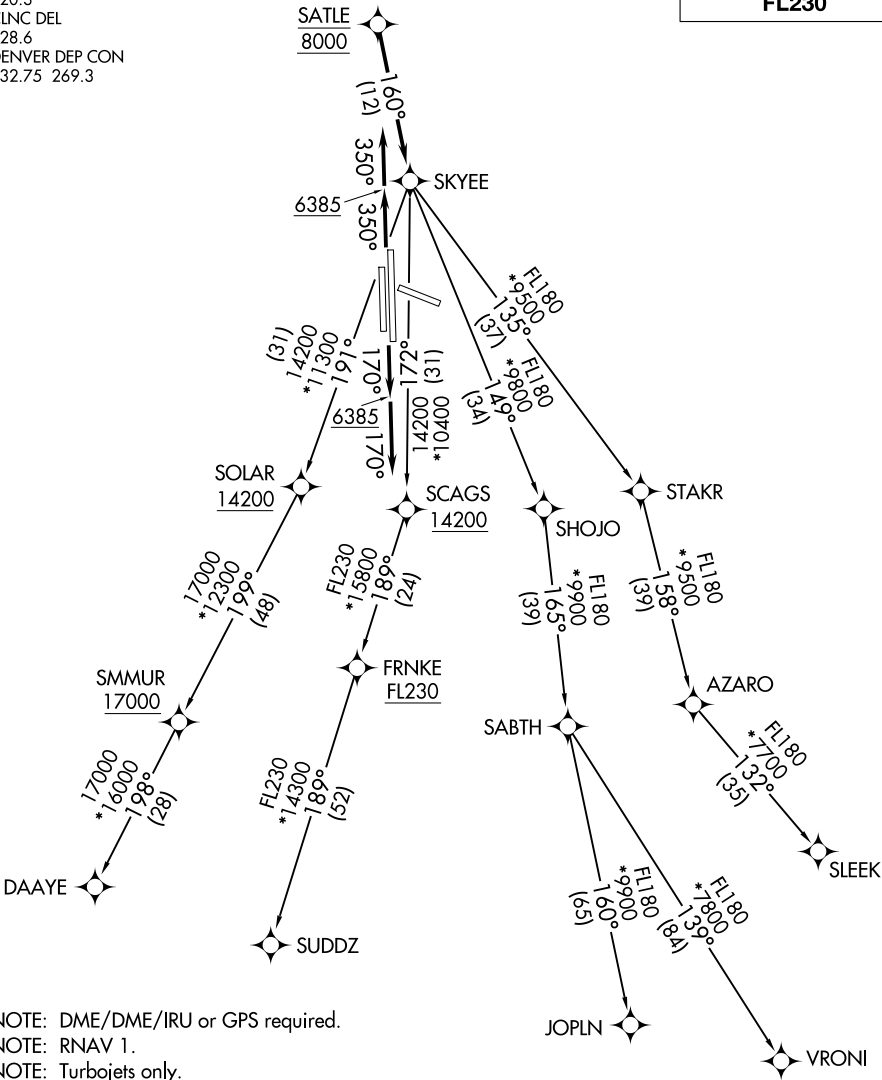 20.3
LNC DEL
28.6
ENVER DEP CON
32.75 269.3
FL230
SATLE
8000
160°
(12)
SKYEE
350°
6385
350°
(31)
14200
*11300
191°
170°
172°
(31)
6385
170°
14200
*10400
FL180
*9500
135°
(37)
FL180
*9800
149°
(34)
SOLAR
14200
SCAGS
14200
SHOJO
STAKR
17000
*12300
199°
(48)
FL230
*15800
189°
(24)
FL180
*9900
165°
(39)
FL180
*9500
158°
(39)
SMMUR
17000
FRNKE
FL230
SABTH
AZARO
17000
*16000
198°
(28)
FL230
*14300
189°
(52)
FL180
*7700
132°
(35)
DAAYE
SUDDZ
SLEEK
FL180
*9900
160°
(65)
FL180
*7800
139°
(84)
JOPLN
VRONI
NOTE: DME/DME/IRU or GPS required.
NOTE: RNAV 1.
NOTE: Turbojets only.